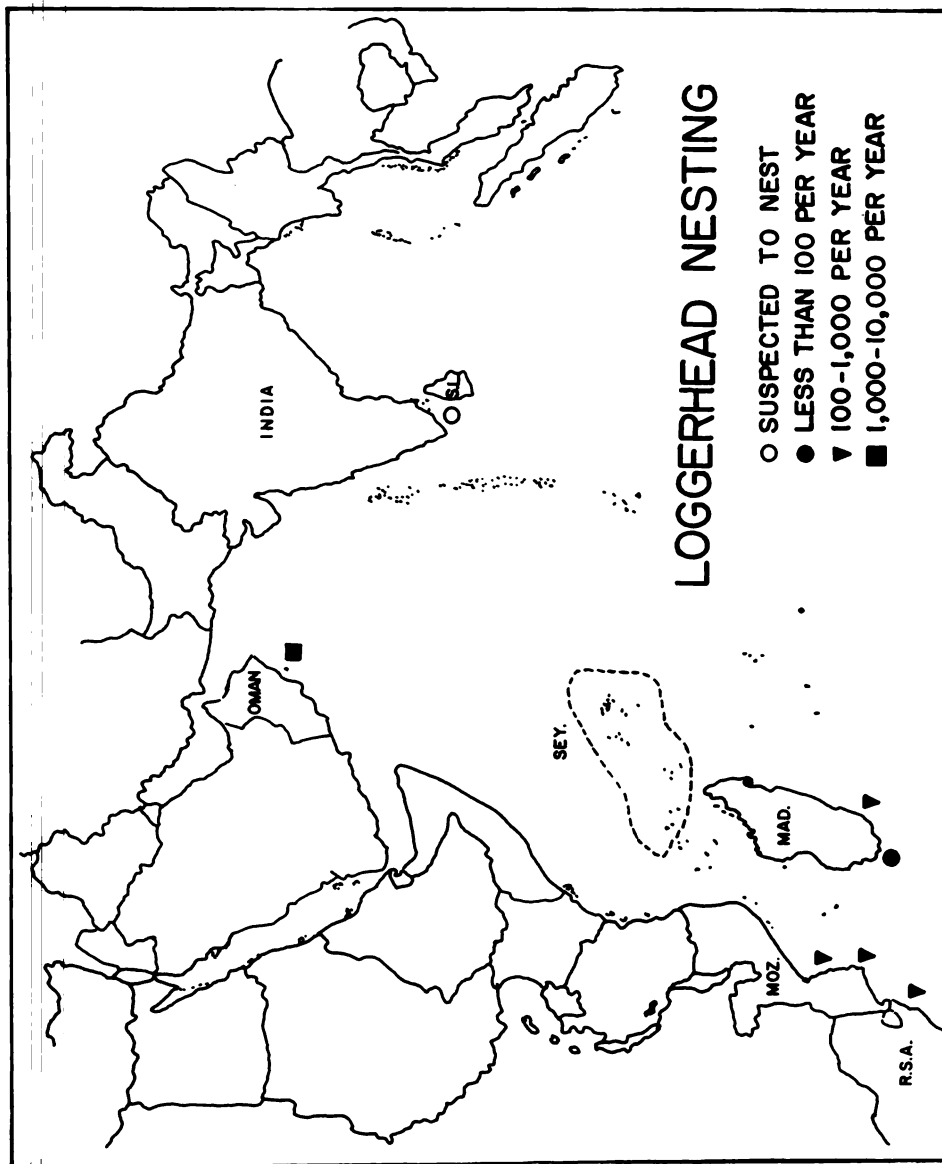 INDIA
OMAN
S.L.
SEY.
MAD.
MOZ.
R.S.A.
LOGGERHEAD NESTING
○ SUSPECTED TO NEST
● LESS THAN 100 PER YEAR
▼ 100-1,000 PER YEAR
■ 1,000-10,000 PER YEAR